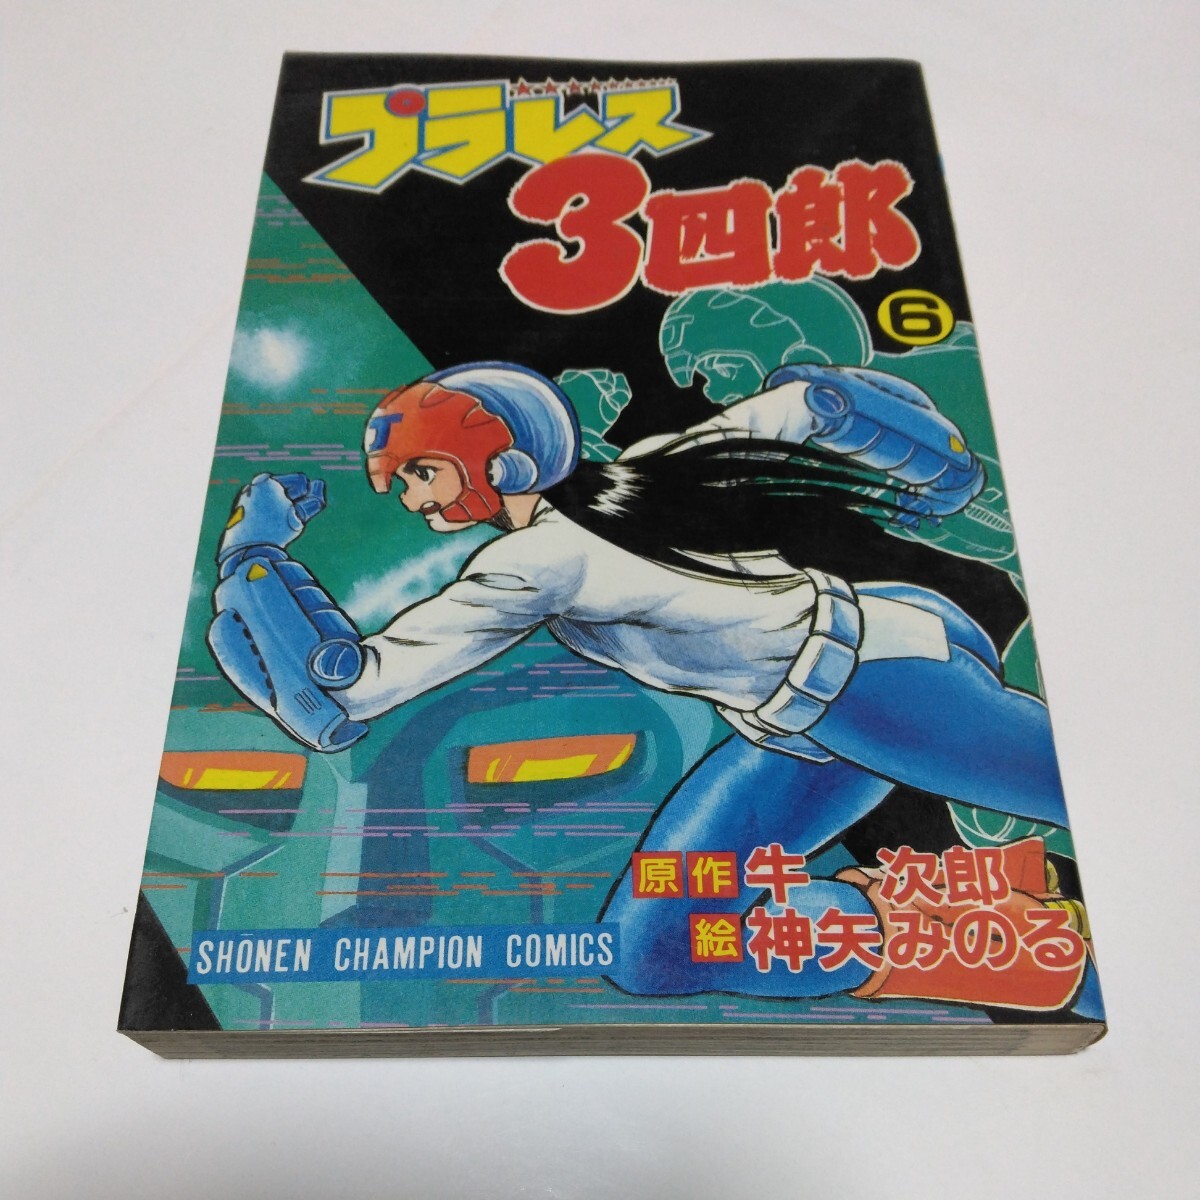 プラレス
3四郎
6
J
J
原作 牛 次郎
絵 神矢みのる
SHŌNEN CHAMPION COMICS